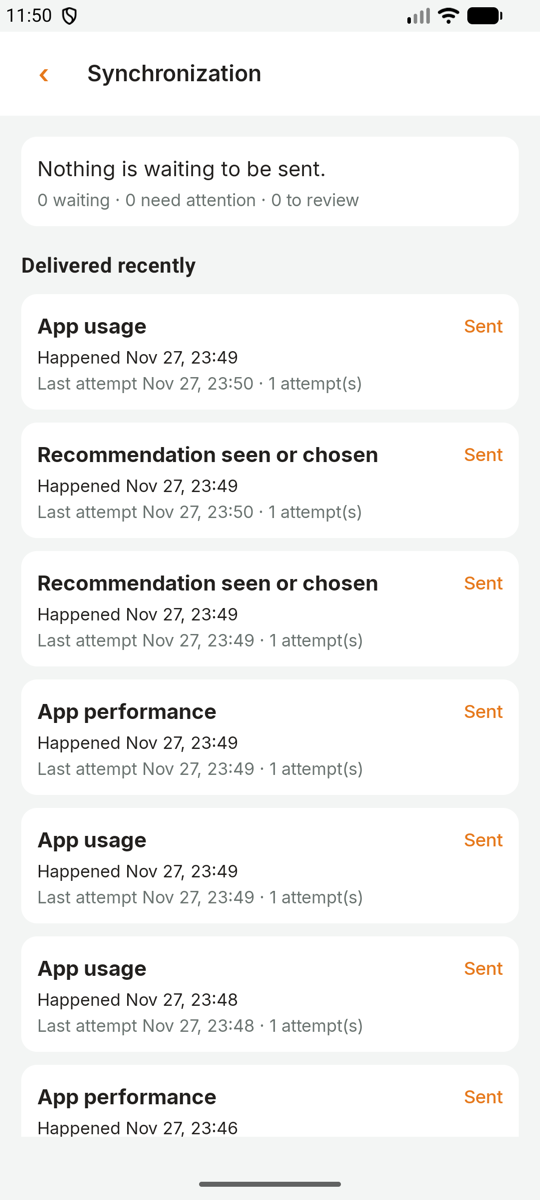 11:50
Synchronization
Nothing is waiting to be sent.
0 waiting · 0 need attention · 0 to review
Delivered recently
App usage
Sent
Happened Nov 27, 23:49
Last attempt Nov 27, 23:50 · 1 attempt(s)
Recommendation seen or chosen
Sent
Happened Nov 27, 23:49
Last attempt Nov 27, 23:50 · 1 attempt(s)
Recommendation seen or chosen
Sent
Happened Nov 27, 23:49
Last attempt Nov 27, 23:49 · 1 attempt(s)
App performance
Sent
Happened Nov 27, 23:49
Last attempt Nov 27, 23:49 · 1 attempt(s)
App usage
Sent
Happened Nov 27, 23:49
Last attempt Nov 27, 23:49 · 1 attempt(s)
App usage
Sent
Happened Nov 27, 23:48
Last attempt Nov 27, 23:48 · 1 attempt(s)
App performance
Sent
Happened Nov 27, 23:46